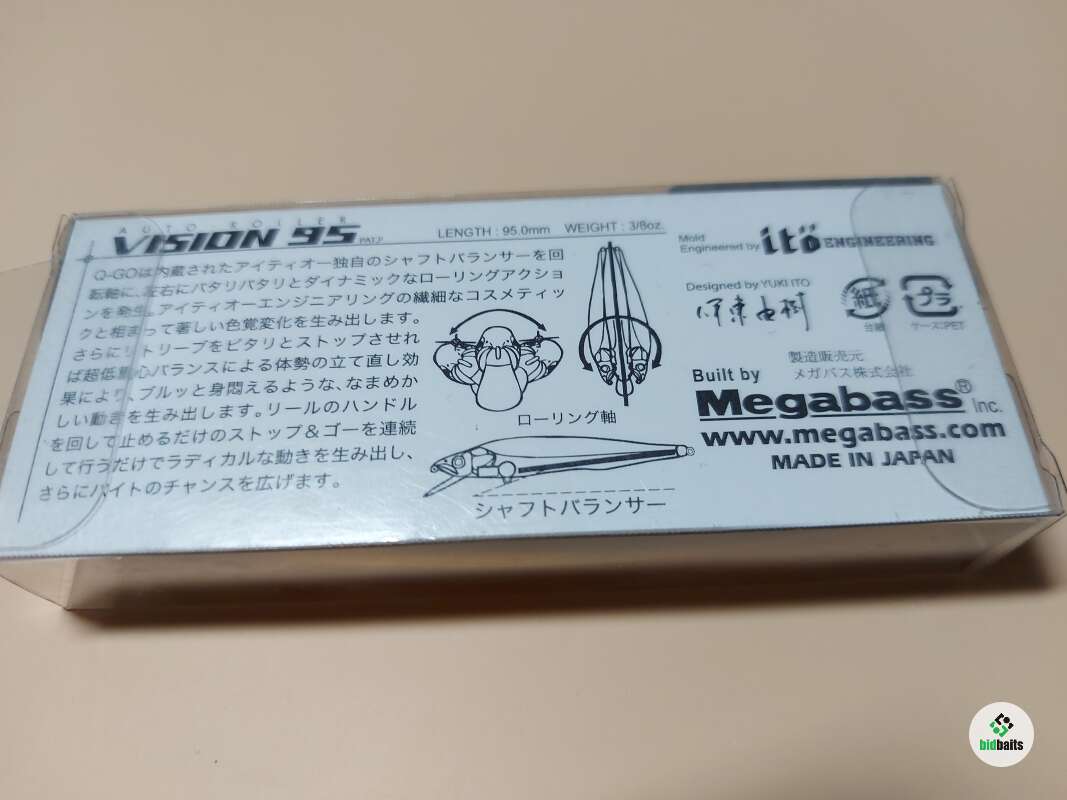 AUTO ROLLER
VISION 95 PAT.P
LENGTH : 95.0mm WEIGHT : 3/8oz.
Q-GOは内蔵されたアイティオー独自のシャフトバランサーを回
転軸に、左右にパタリパタリとダイナミックなローリングアクショ
ンを発生。アイティオーエンジニアリングの繊細なコスメティッ
クと相まって著しい色覚変化を生み出します。
さらにリトリーブをピタリとストップさせれ
ば超低重心バランスによる体勢の立て直し効
果により、ブルッと身悶えるような、なまめか
しい動きを生み出します。リールのハンドル
を回して止めるだけのストップ&ゴーを連続
して行うだけでラディカルな動きを生み出し、
さらにバイトのチャンスを広げます。
ローリング軸
シャフトバランサー
Mold
Engineered by itö ENGINEERING
Designed by YUKI ITO
伊東由樹
紙
台紙
プラ
ケース:PET
製造販売元
メガバス株式会社
Built by
Megabass® Inc.
www.megabass.com
MADE IN JAPAN
bidbaits